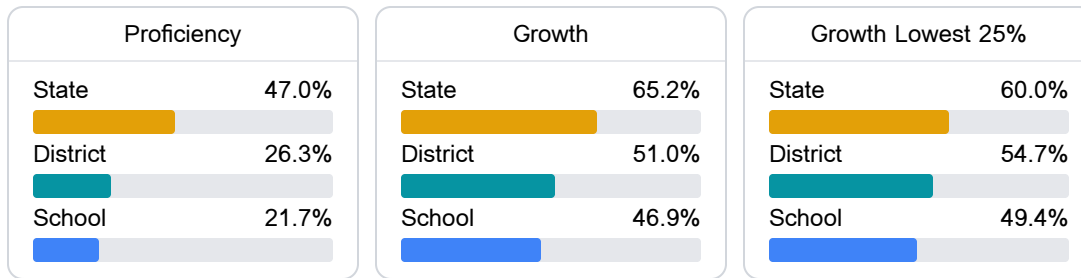 Proficiency
State 47.0%
District 26.3%
School 21.7%
Growth
State 65.2%
District 51.0%
School 46.9%
Growth Lowest 25%
State 60.0%
District 54.7%
School 49.4%